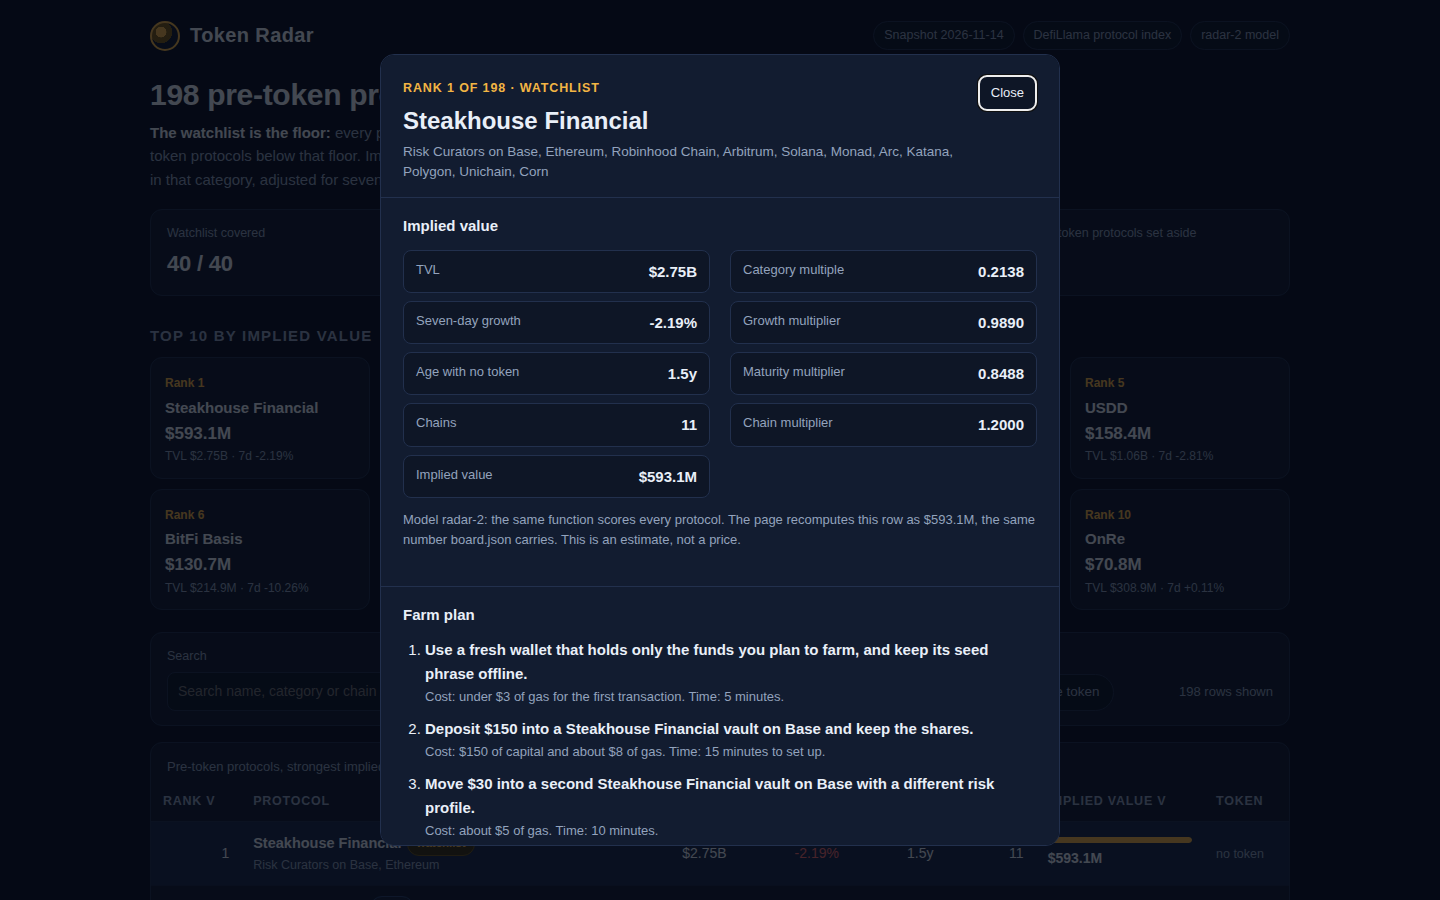 Token Radar
Snapshot 2026-11-14
DefiLlama protocol index
radar-2 model
198 pre-token pr
The watchlist is the floor: every
token protocols below that floor.
in that category, adjusted for
Watchlist covered
40 / 40
token protocols set aside
TOP 10 BY IMPLIED VALUE
Rank 1
Steakhouse Financial
$593.1M
TVL $2.75B · 7d -2.19%
Rank 5
USDD
$158.4M
TVL $1.06B · 7d -2.81%
Rank 6
BitFi Basis
$130.7M
TVL $214.9M · 7d -10.26%
Rank 10
OnRe
$70.8M
TVL $308.9M · 7d +0.11%
Search
Search name, category or chain
token
198 rows shown
Pre-token protocols, strongest implied
RANK V
PROTOCOL
IMPLIED VALUE V
TOKEN
1
Steakhouse Financial
Risk Curators on Base, Ethereum
$2.75B
-2.19%
1.5y
11
$593.1M
no token
RANK 1 OF 198 · WATCHLIST
Close
Steakhouse Financial
Risk Curators on Base, Ethereum, Robinhood Chain, Arbitrum, Solana, Monad, Arc, Katana,
Polygon, Unichain, Corn
Implied value
TVL $2.75B
Category multiple 0.2138
Seven-day growth -2.19%
Growth multiplier 0.9890
Age with no token 1.5y
Maturity multiplier 0.8488
Chains 11
Chain multiplier 1.2000
Implied value $593.1M
Model radar-2: the same function scores every protocol. The page recomputes this row as $593.1M, the same
number board.json carries. This is an estimate, not a price.
Farm plan
1. Use a fresh wallet that holds only the funds you plan to farm, and keep its seed
phrase offline.
Cost: under $3 of gas for the first transaction. Time: 5 minutes.
2. Deposit $150 into a Steakhouse Financial vault on Base and keep the shares.
Cost: $150 of capital and about $8 of gas. Time: 15 minutes to set up.
3. Move $30 into a second Steakhouse Financial vault on Base with a different risk
profile.
Cost: about $5 of gas. Time: 10 minutes.